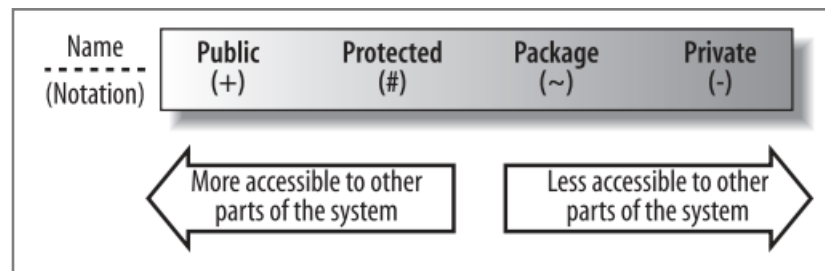 Name
(Notation)
Public Protected Package Private
(+) (#) (~) (-)
More accessible to other
parts of the system
Less accessible to other
parts of the system